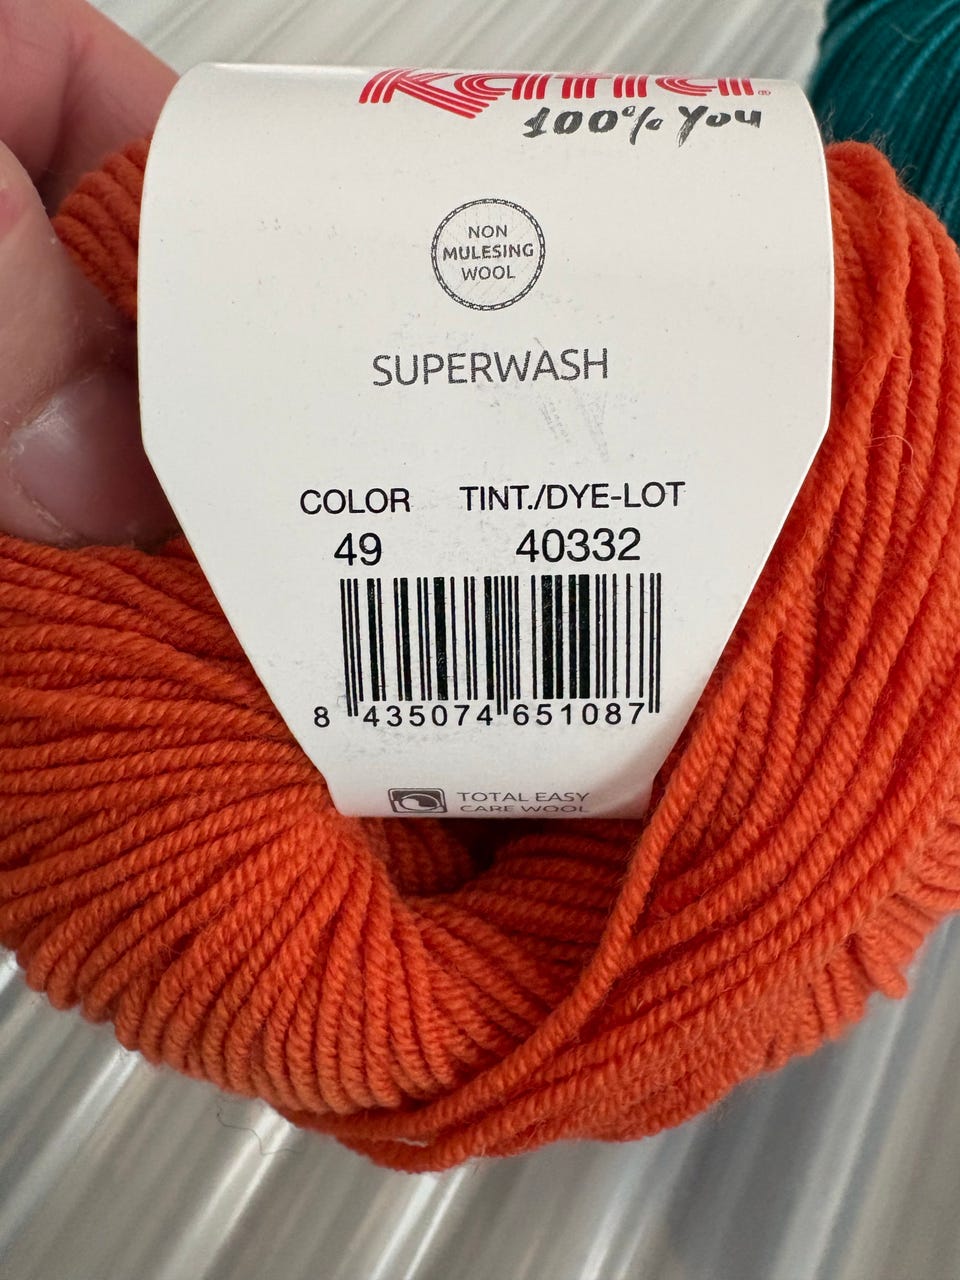 Katia®
100% You
NON
MULESING
WOOL
SUPERWASH
COLOR TINT./DYE-LOT
49 40332
8 435074 651087
TOTAL EASY
CARE WOOL